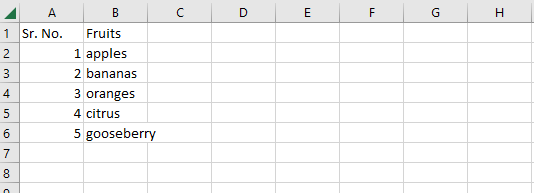 A B C D E F G H
1 Sr. No. Fruits
2 1 apples
3 2 bananas
4 3 oranges
5 4 citrus
6 5 gooseberry
7
8